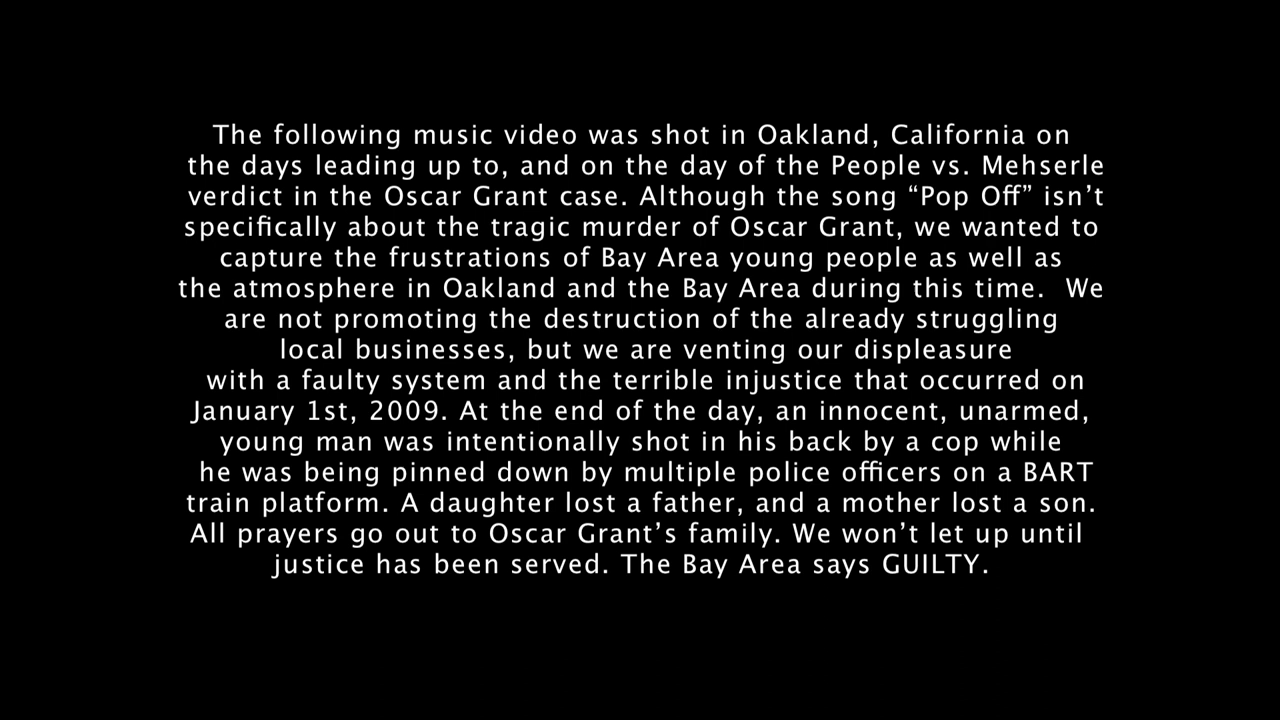 The following music video was shot in Oakland, California on
the days leading up to, and on the day of the People vs. Mehserle
verdict in the Oscar Grant case. Although the song “Pop Off” isn’t
specifically about the tragic murder of Oscar Grant, we wanted to
capture the frustrations of Bay Area young people as well as
the atmosphere in Oakland and the Bay Area during this time.  We
are not promoting the destruction of the already struggling
local businesses, but we are venting our displeasure
with a faulty system and the terrible injustice that occurred on
January 1st, 2009. At the end of the day, an innocent, unarmed,
young man was intentionally shot in his back by a cop while
he was being pinned down by multiple police officers on a BART
train platform. A daughter lost a father, and a mother lost a son.
All prayers go out to Oscar Grant’s family. We won’t let up until
justice has been served. The Bay Area says GUILTY.